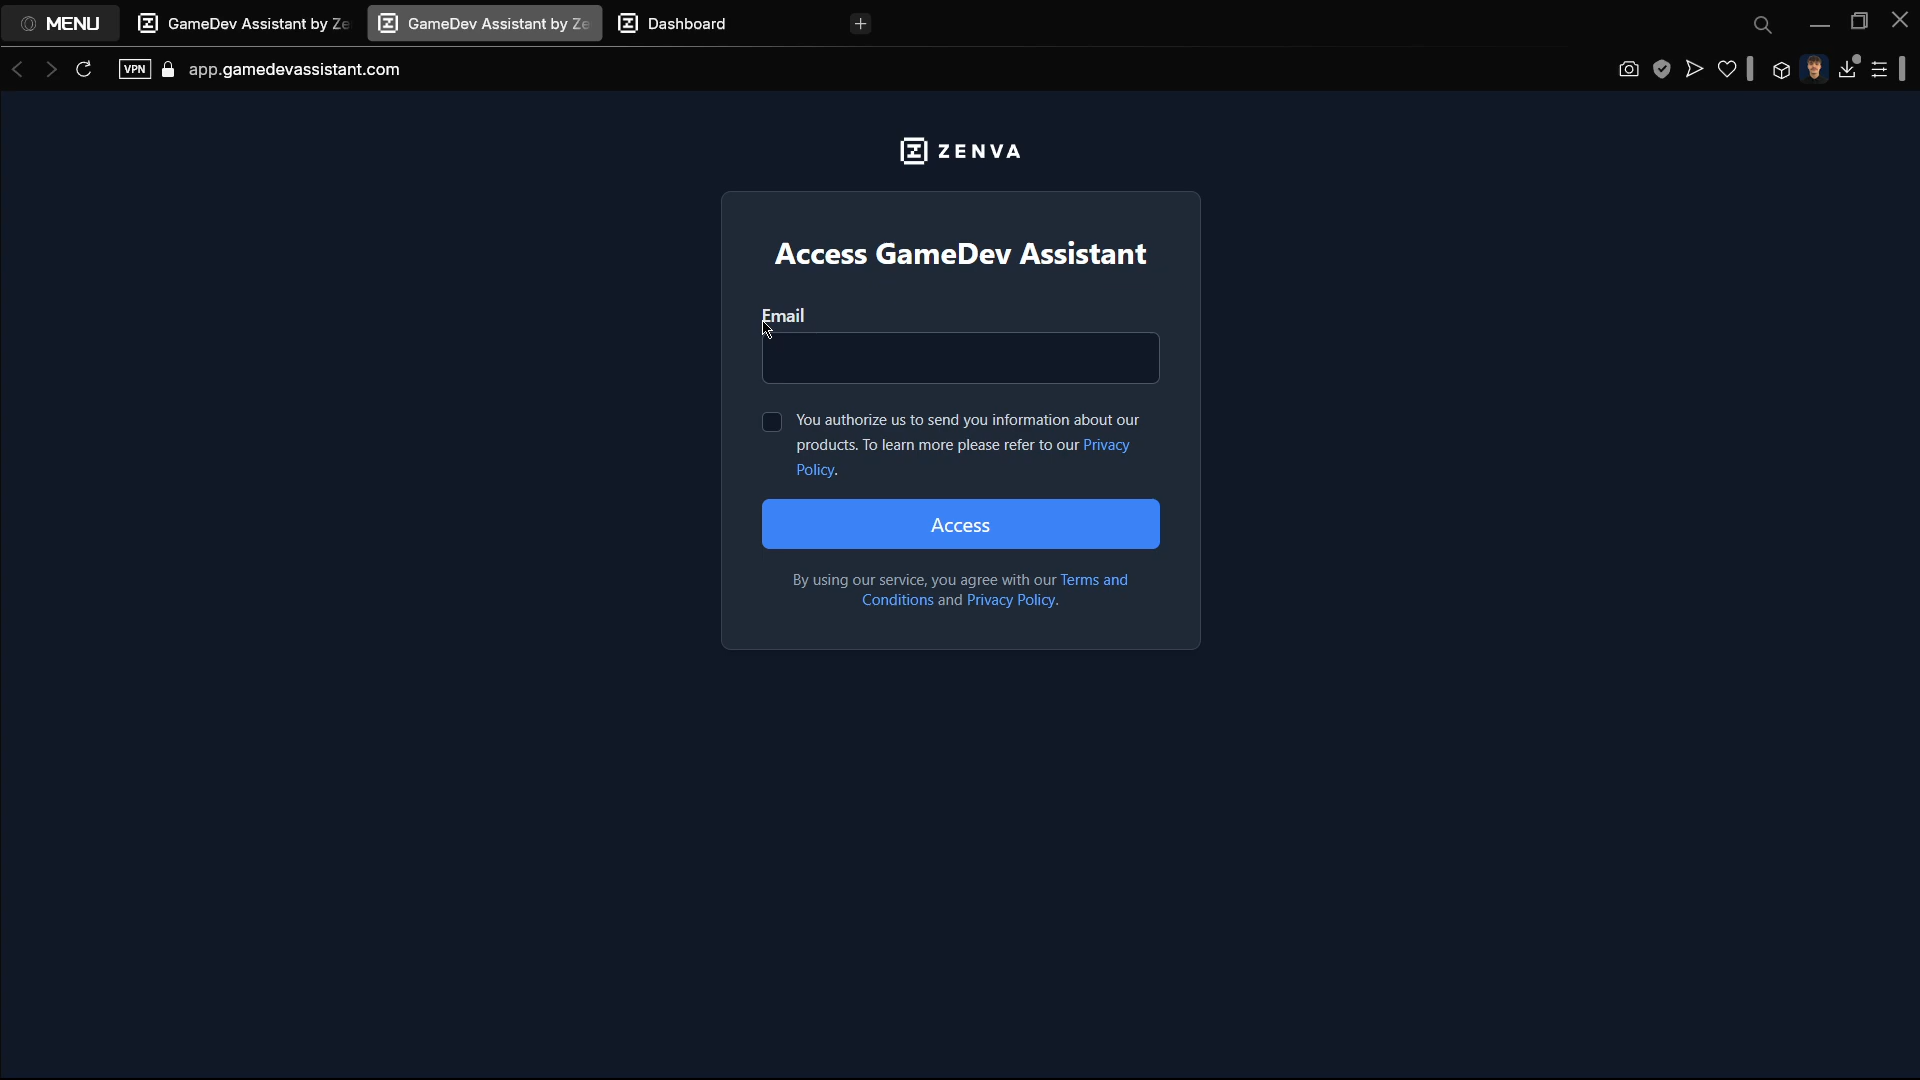 MENU
GameDev Assistant by Ze
GameDev Assistant by Ze
Dashboard
VPN
app.gamedevassistant.com
ZENVA
Access GameDev Assistant
Email
You authorize us to send you information about our
products. To learn more please refer to our Privacy
Policy.
Access
By using our service, you agree with our Terms and
Conditions and Privacy Policy.